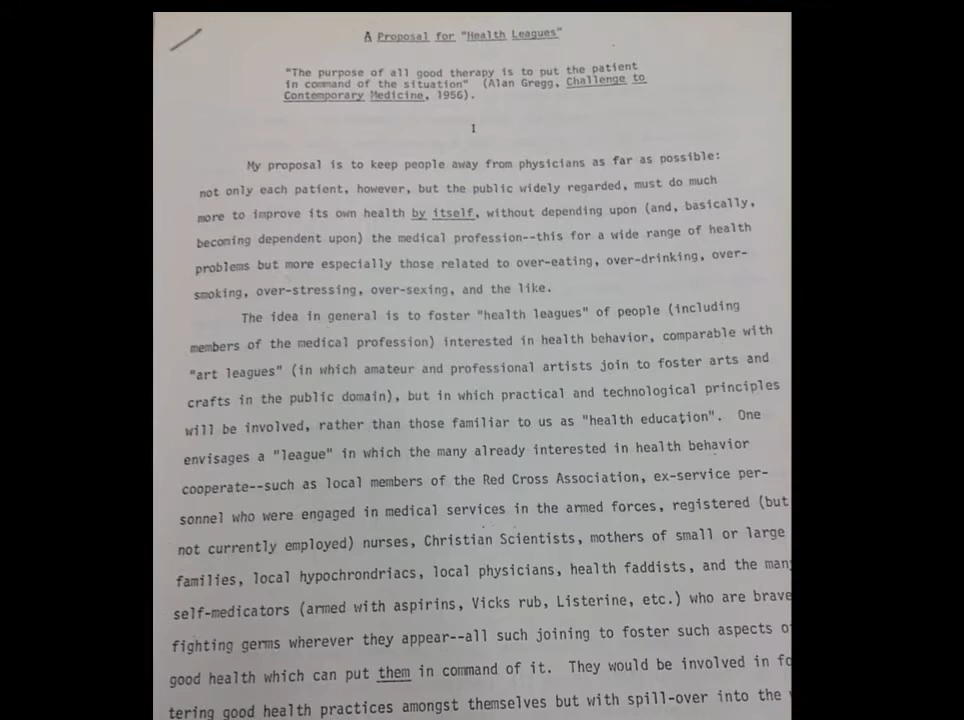 A Proposal for "Health Leagues"
"The purpose of all good therapy is to put the patient
in command of the situation" (Alan Gregg, Challenge to
Contemporary Medicine, 1956).
1
My proposal is to keep people away from physicians as far as possible:
not only each patient, however, but the public widely regarded, must do much
more to improve its own health by itself, without depending upon (and, basically,
becoming dependent upon) the medical profession--this for a wide range of health
problems but more especially those related to over-eating, over-drinking, over-
smoking, over-stressing, over-sexing, and the like.
The idea in general is to foster "health leagues" of people (including
members of the medical profession) interested in health behavior, comparable with
"art leagues" (in which amateur and professional artists join to foster arts and
crafts in the public domain), but in which practical and technological principles
will be involved, rather than those familiar to us as "health education". One
envisages a "league" in which the many already interested in health behavior
cooperate--such as local members of the Red Cross Association, ex-service per-
sonnel who were engaged in medical services in the armed forces, registered (but
not currently employed) nurses, Christian Scientists, mothers of small or large
families, local hypochrondriacs, local physicians, health faddists, and the
self-medicators (armed with aspirins, Vicks rub, Listerine, etc.) who are brave
fighting germs wherever they appear--all such joining to foster such aspects
good health which can put them in command of it. They would be involved in
tering good health practices amongst themselves but with spill-over into the